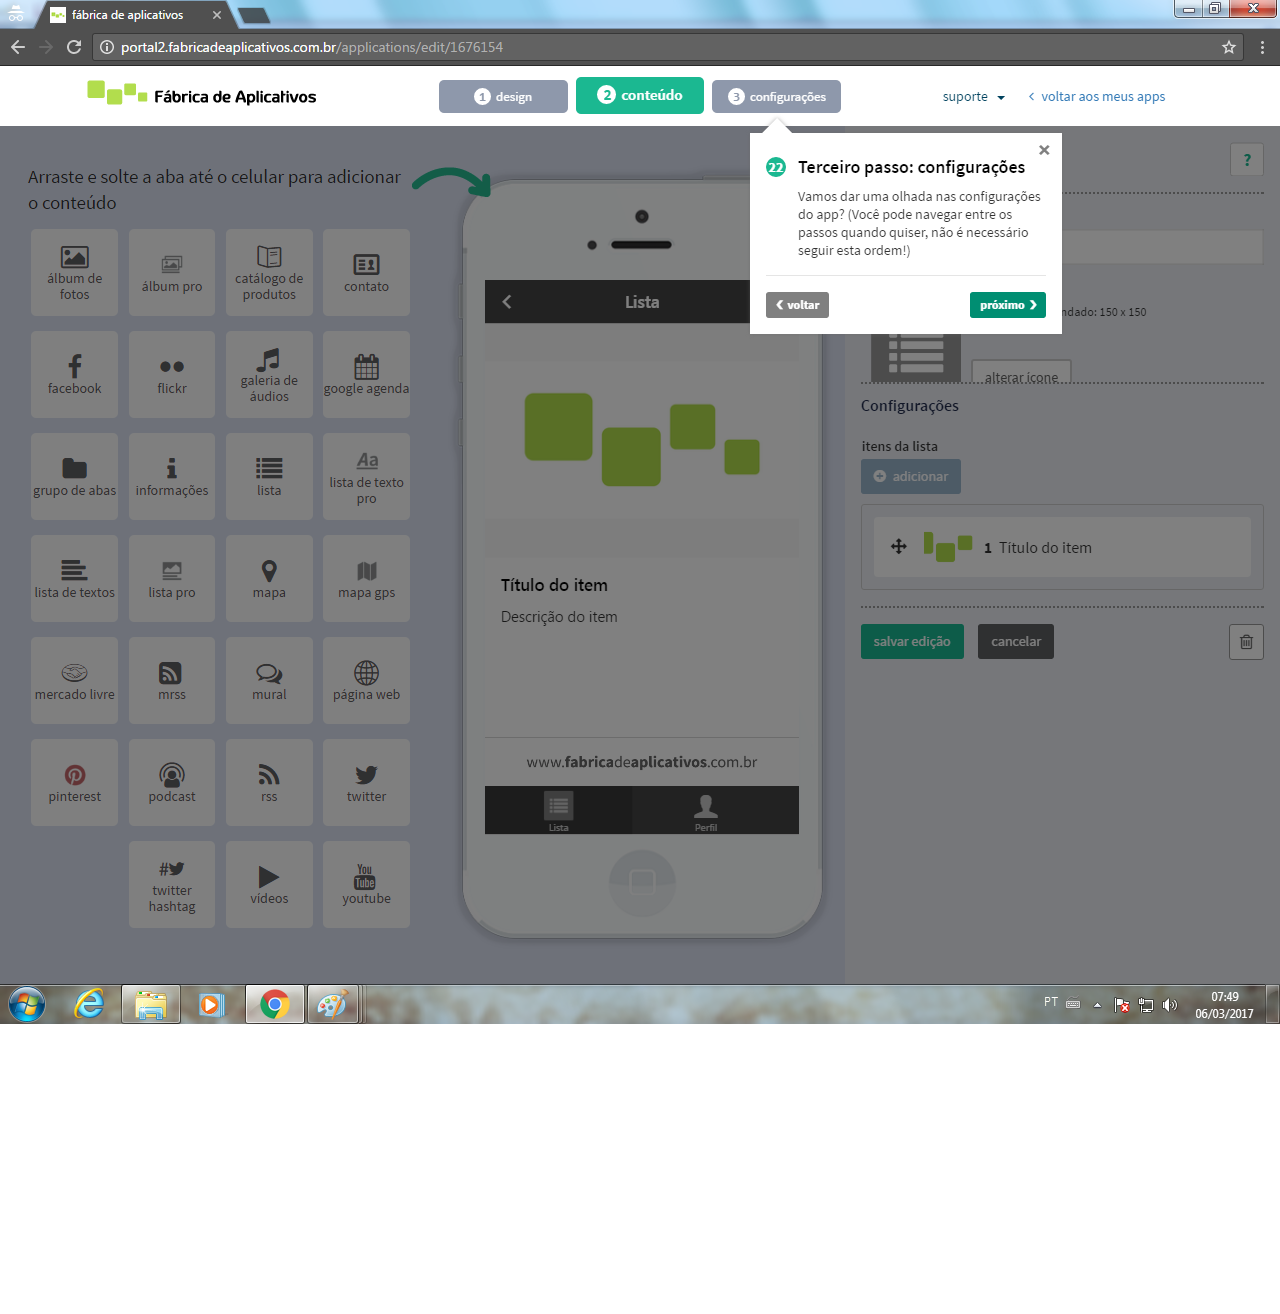 fábrica de aplicativos
portal2.fabricadeaplicativos.com.br/applications/edit/1676154
Fábrica de Aplicativos
1 design
2 conteúdo
3 configurações
suporte
voltar aos meus apps
22 Terceiro passo: configurações
Vamos dar uma olhada nas configurações
do app? (Você pode navegar entre os
passos quando quiser, não é necessário
seguir esta ordem!)
voltar
próximo
?
Arraste e solte a aba até o celular para adicionar
o conteúdo
álbum de
fotos
álbum pro
catálogo de
produtos
contato
facebook
flickr
galeria de
áudios
google agenda
grupo de abas
informações
lista
Aa
lista de texto
pro
lista de textos
lista pro
mapa
mapa gps
mercado livre
mrss
mural
página web
pinterest
podcast
rss
twitter
#
twitter
hashtag
vídeos
You
Tube
youtube
Lista
Título do item
Descrição do item
www.fabricadeaplicativos.com.br
Lista
Perfil
ndado: 150 x 150
alterar ícone
Configurações
itens da lista
adicionar
1 Título do item
salvar edição
cancelar
PT
07:49
06/03/2017